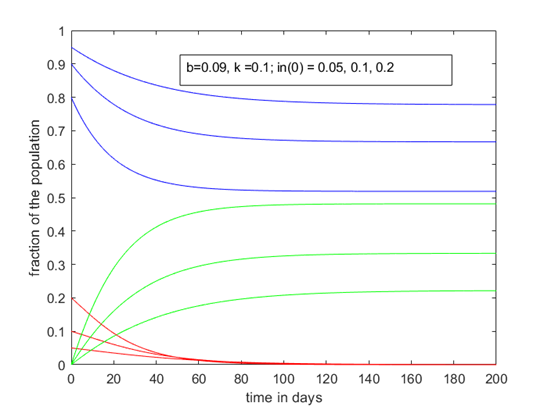 b=0.09, k =0.1; in(0) = 0.05, 0.1, 0.2
fraction of the population
1
0.9
0.8
0.7
0.6
0.5
0.4
0.3
0.2
0.1
0
0 20 40 60 80 100 120 140 160 180 200
time in days